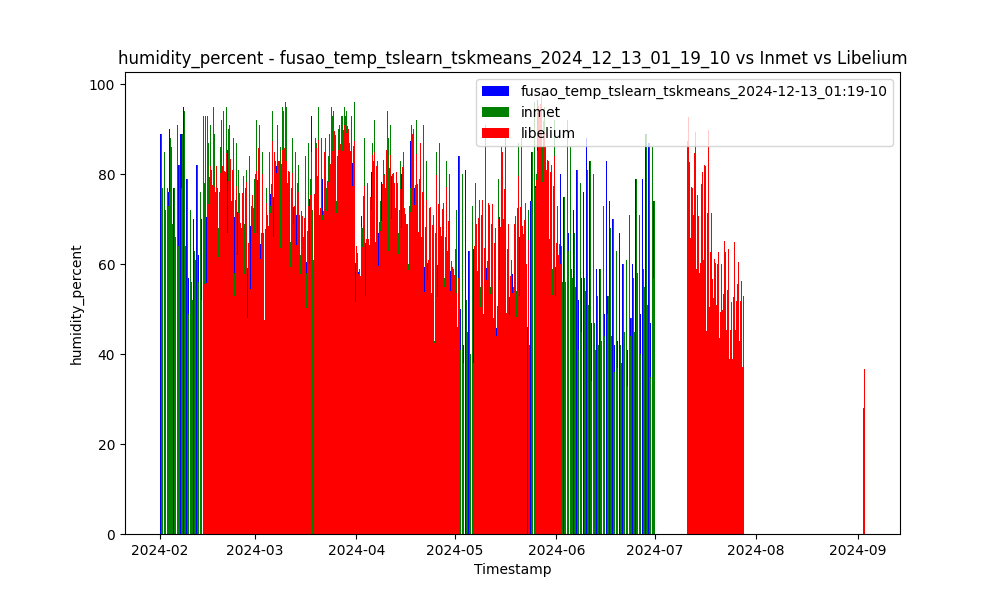 humidity_percent - fusao_temp_tslearn_tskmeans_2024_12_13_01_19_10 vs Inmet vs Libelium
fusao_temp_tslearn_tskmeans_2024-12-13_01:19-10
inmet
libelium
100
80
60
40
20
0
humidity_percent
2024-02 2024-03 2024-04 2024-05 2024-06 2024-07 2024-08 2024-09
Timestamp